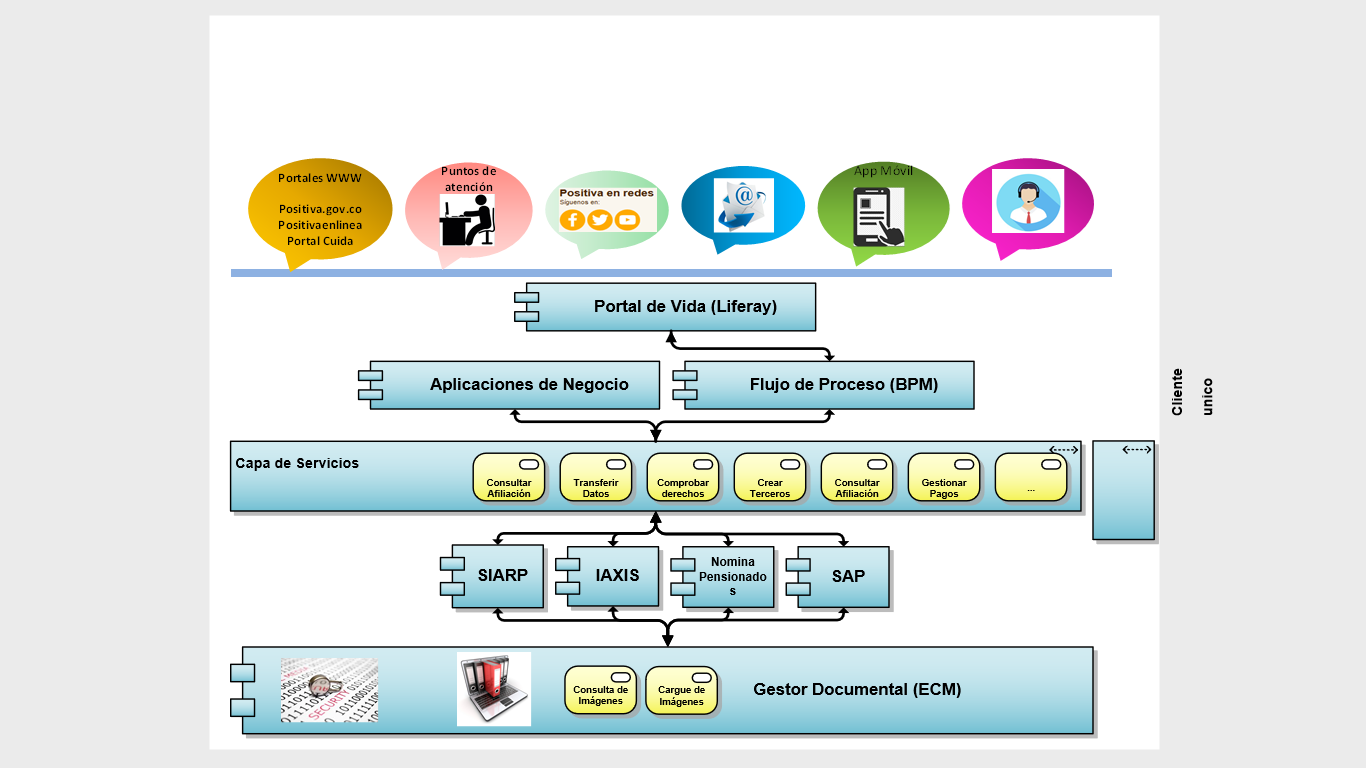 Portales WWW
Positiva.gov.co
Positivaenlinea
Portal Cuida
Puntos de
atención
Positiva en redes
Síguenos en:
@
App Móvil
Portal de Vida (Liferay)
Aplicaciones de Negocio
Flujo de Proceso (BPM)
Cliente
unico
Capa de Servicios
Consultar
Afiliación
Transferir
Datos
Comprobar
derechos
Crear
Terceros
Consultar
Afiliación
Gestionar
Pagos
...
SIARP
IAXIS
Nomina
Pensionado
s
SAP
SECURITY
Consulta de
Imágenes
Cargue de
Imágenes
Gestor Documental (ECM)